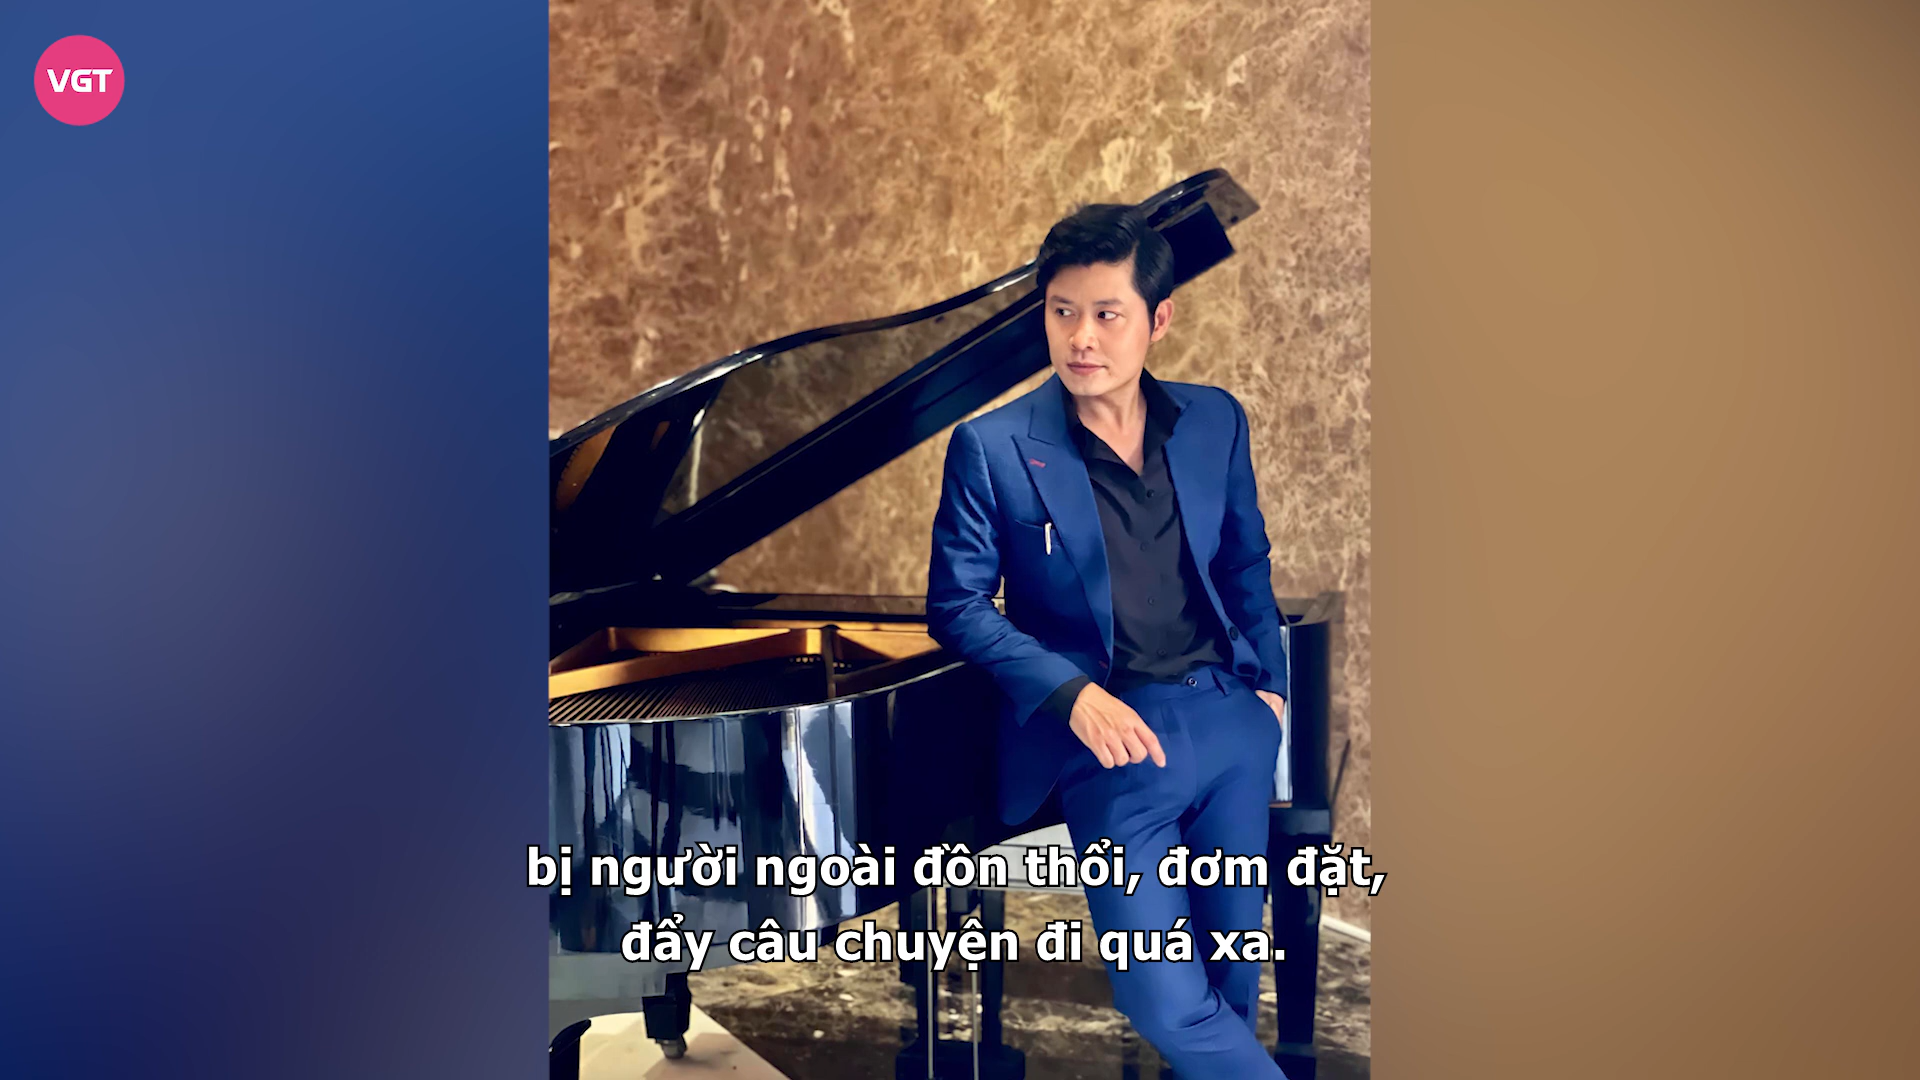 VGT
bị người ngoài đồn thổi, đơm đặt,
đẩy câu chuyện đi quá xa.